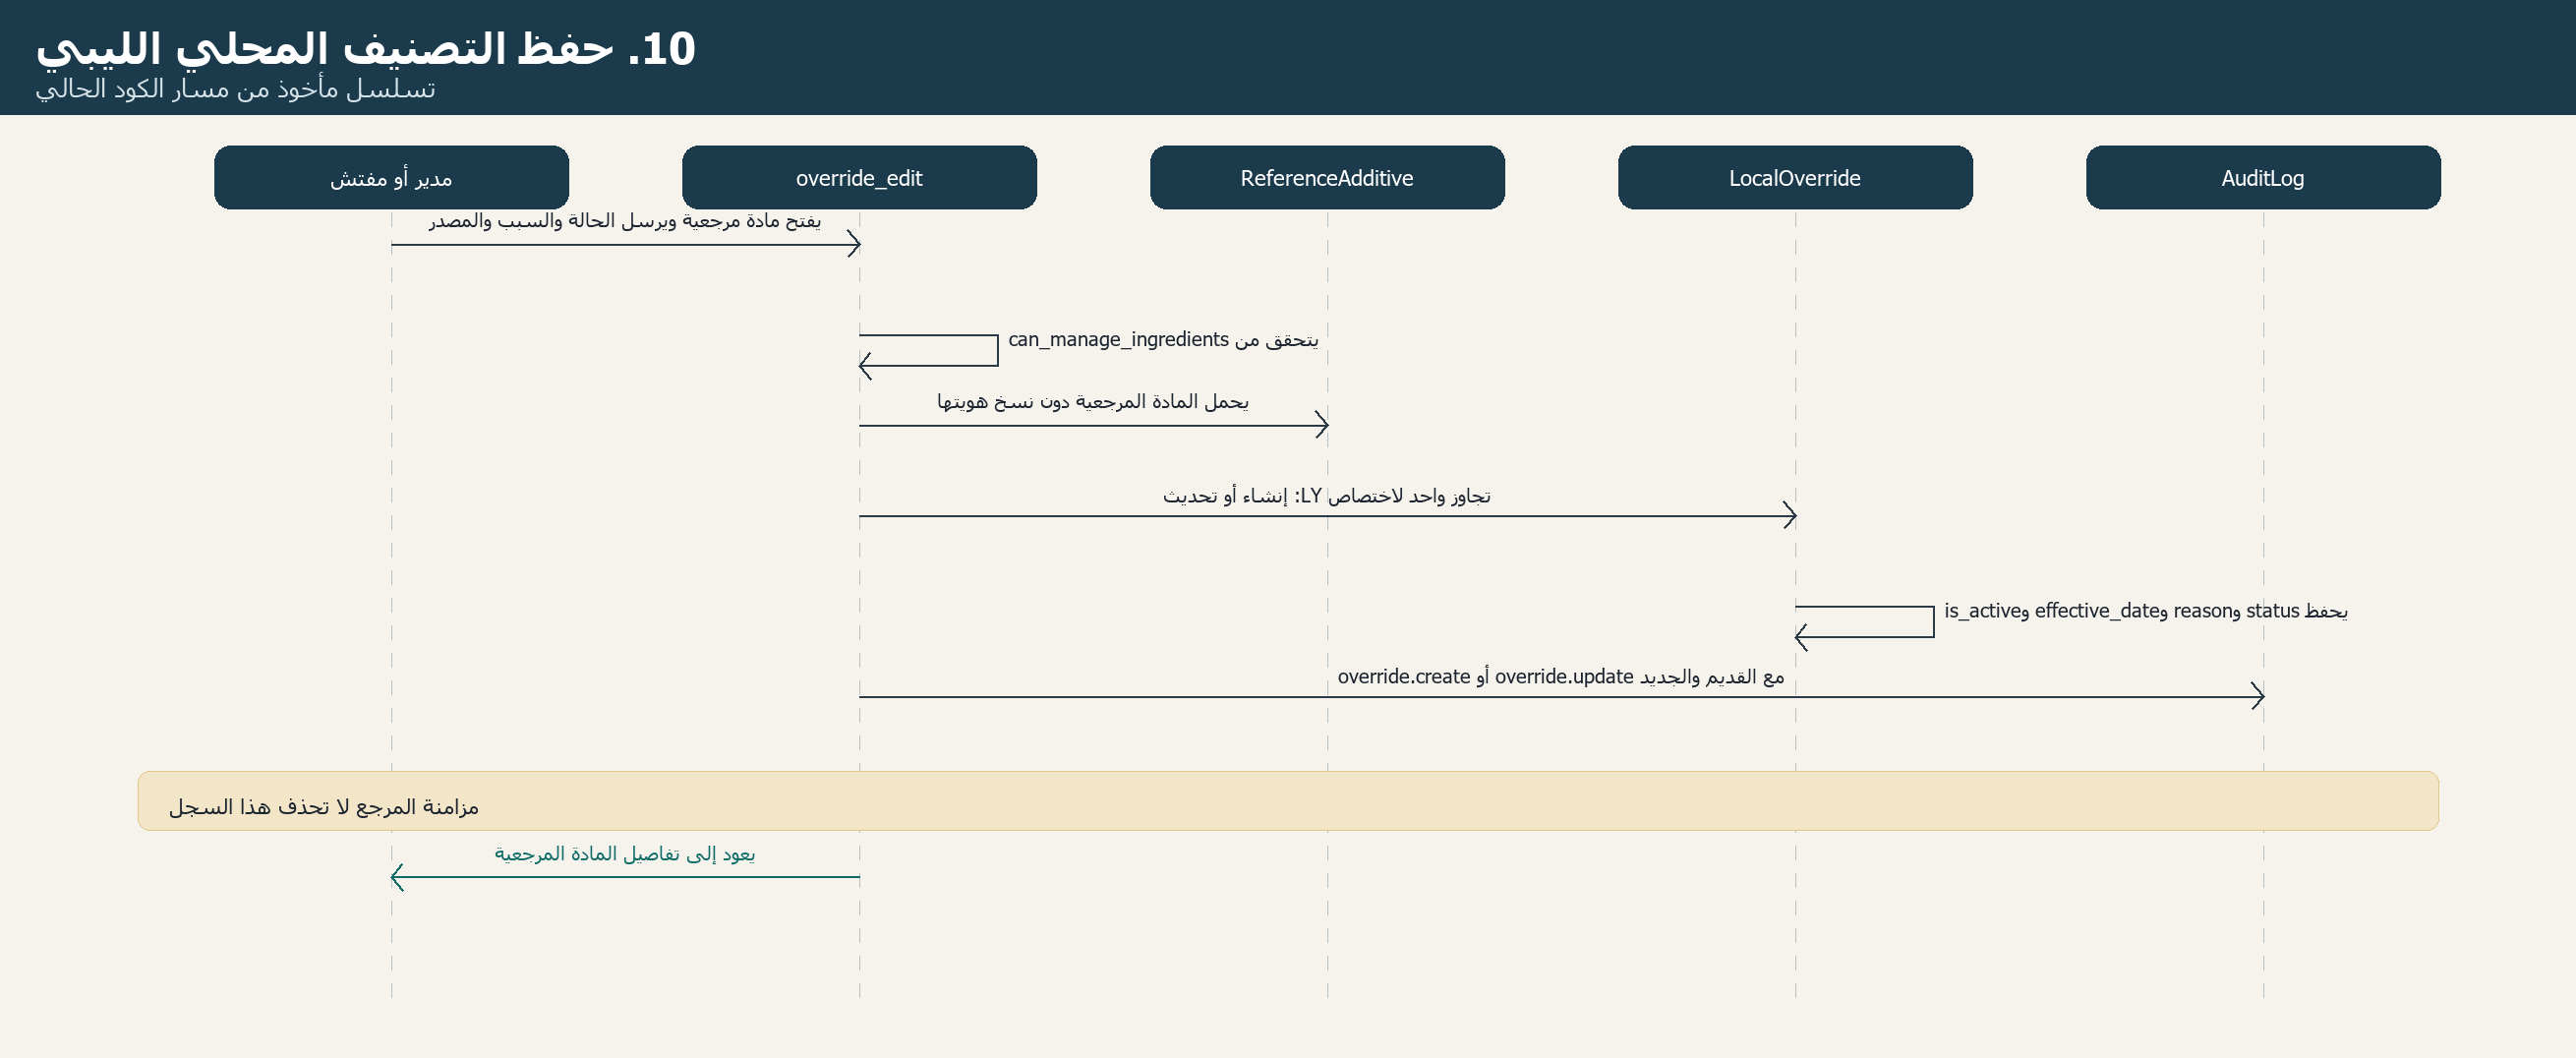 10. حفظ التصنيف المحلي الليبي
تسلسل مأخوذ من مسار الكود الحالي
مدير أو مفتش
override_edit
ReferenceAdditive
LocalOverride
AuditLog
يفتح مادة مرجعية ويرسل الحالة والسبب والمصدر
يتحقق من can_manage_ingredients
يحمل المادة المرجعية دون نسخ هويتها
تجاوز واحد لاختصاص LY: إنشاء أو تحديث
يحفظ status وreason وeffective_date وis_active
override.create أو override.update مع القديم والجديد
مزامنة المرجع لا تحذف هذا السجل
يعود إلى تفاصيل المادة المرجعية